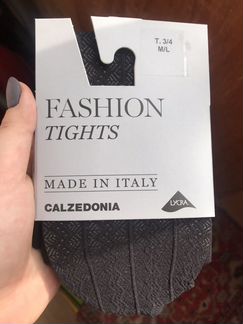 T. 3/4
M/L
FASHION
TIGHTS
MADE IN ITALY
CALZEDONIA
LYCRA